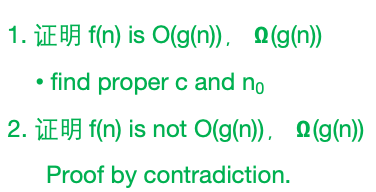 1. 证明 f(n) is O(g(n)), Ω(g(n))
• find proper c and n₀
2. 证明 f(n) is not O(g(n)), Ω(g(n))
Proof by contradiction.